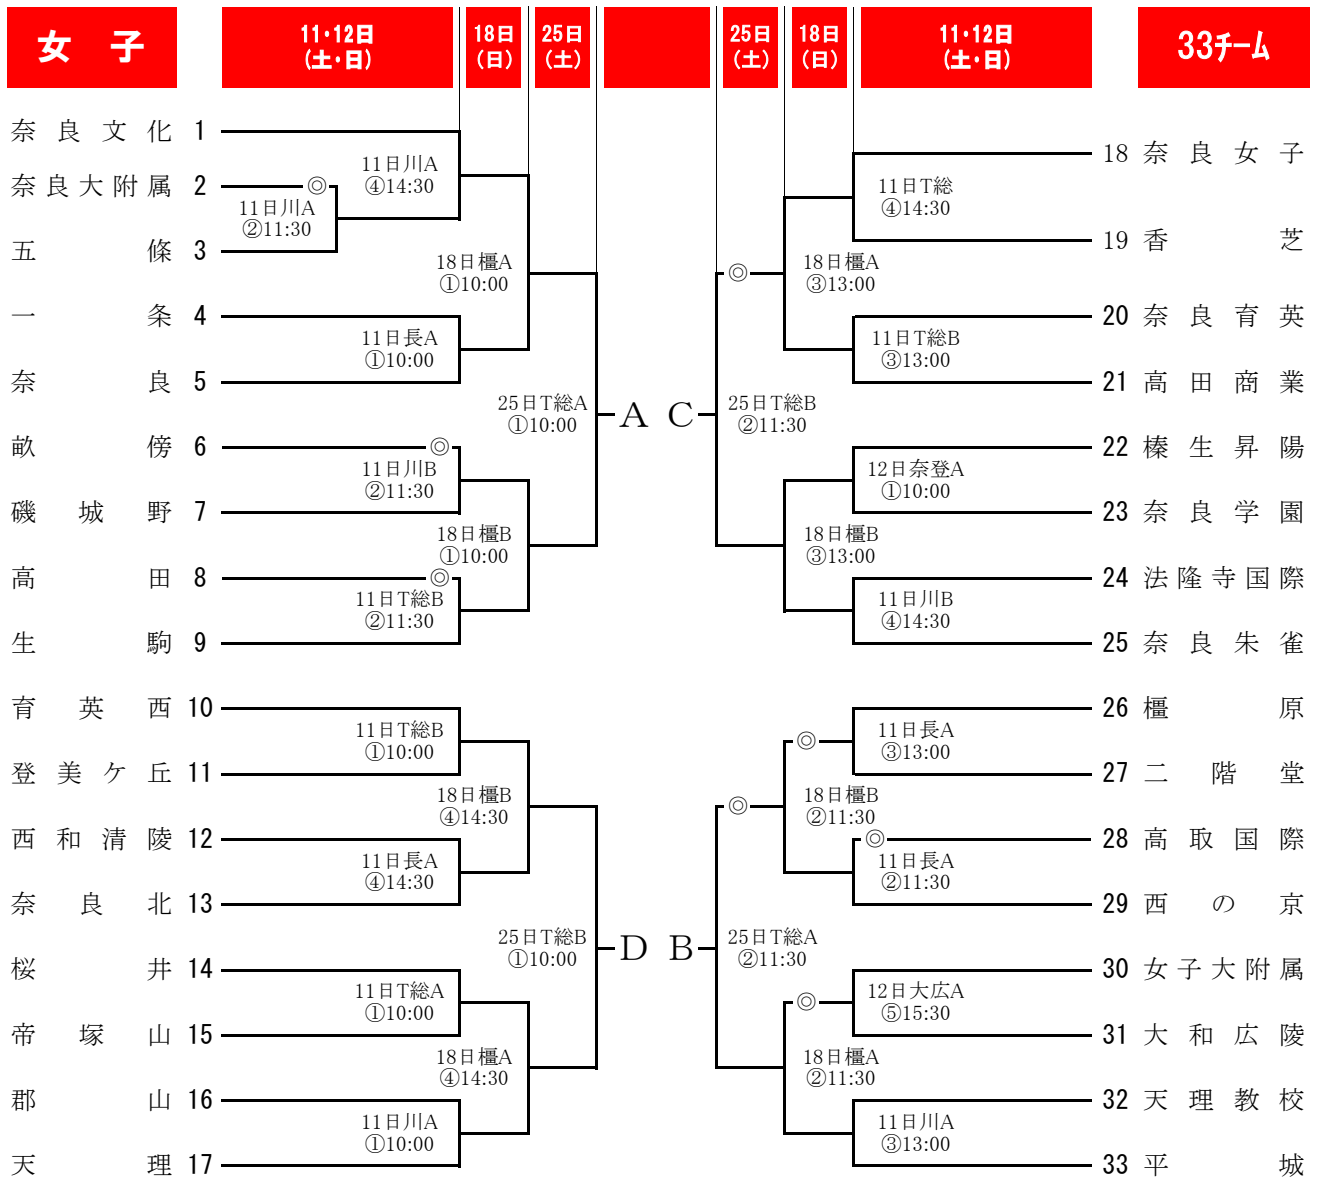 女 子
11・12日
(土・日)
18日
(日)
25日
(土)
25日
(土)
18日
(日)
11・12日
(土・日)
33チーム
奈良文化 1
奈良大附属 2
五條 3
一条 4
奈良 5
畝傍 6
磯城野 7
高田 8
生駒 9
育英西 10
登美ケ丘 11
西和清陵 12
奈良北 13
桜井 14
帝塚山 15
郡山 16
天理 17
◎
11日川A
②11:30
11日川A
④14:30
11日長A
①10:00
◎
11日川B
②11:30
◎
11日T総B
②11:30
11日T総B
①10:00
11日長A
④14:30
11日T総A
①10:00
11日川A
①10:00
18日橿A
①10:00
18日橿B
①10:00
18日橿B
④14:30
18日橿A
④14:30
25日T総A
①10:00
25日T総B
①10:00
A C
D B
◎
25日T総B
②11:30
◎
25日T総A
②11:30
18日橿A
③13:00
18日橿B
③13:00
◎
18日橿B
②11:30
◎
18日橿A
②11:30
11日T総
④14:30
11日T総B
③13:00
12日奈登A
①10:00
11日川B
④14:30
11日長A
③13:00
◎
11日長A
②11:30
12日大広A
⑤15:30
11日川A
③13:00
18 奈良女子
19 香芝
20 奈良育英
21 高田商業
22 榛生昇陽
23 奈良学園
24 法隆寺国際
25 奈良朱雀
26 橿原
27 二階堂
28 高取国際
29 西の京
30 女子大附属
31 大和広陵
32 天理教校
33 平城